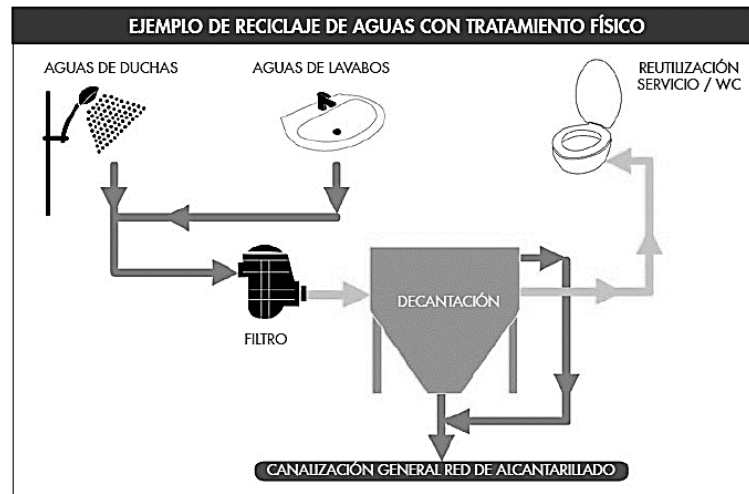 EJEMPLO DE RECICLAJE DE AGUAS CON TRATAMIENTO FÍSICO
AGUAS DE DUCHAS
AGUAS DE LAVABOS
REUTILIZACIÓN
SERVICIO / WC
DECANTACIÓN
FILTRO
CANALIZACIÓN GENERAL RED DE ALCANTARILLADO